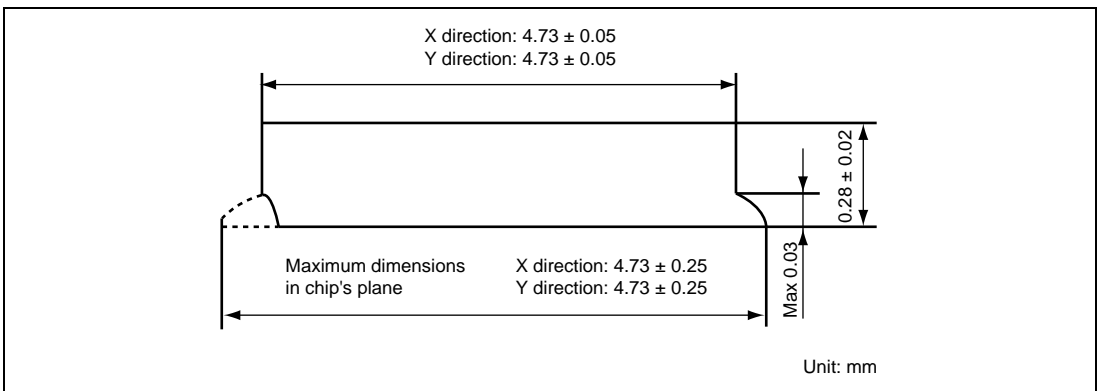 X direction: 4.73 ± 0.05
Y direction: 4.73 ± 0.05
0.28 ± 0.02
Max 0.03
Maximum dimensions
in chip's plane
X direction: 4.73 ± 0.25
Y direction: 4.73 ± 0.25
Unit: mm